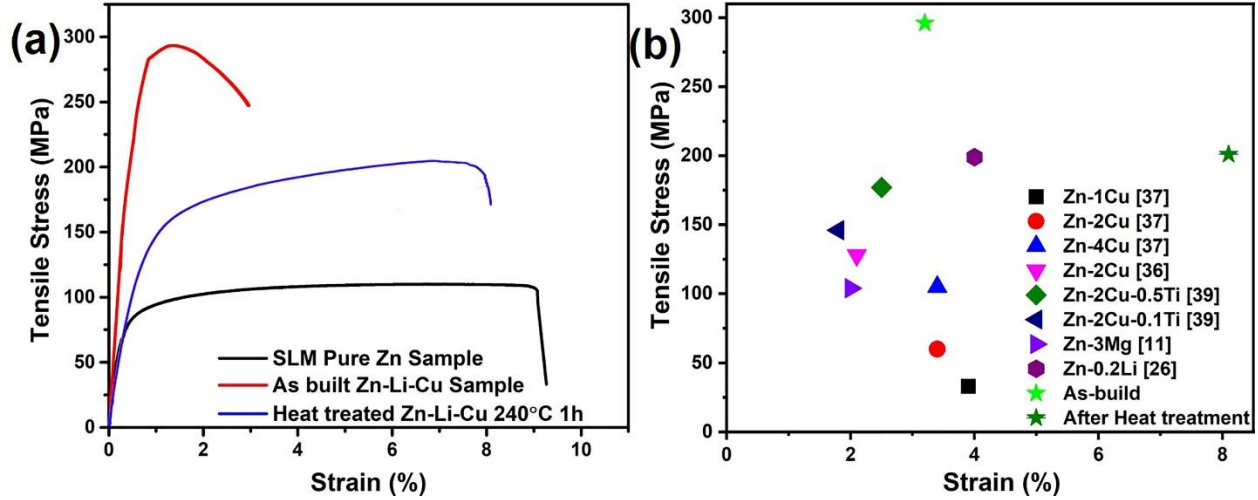 (a)
Tensile Stress (MPa)
300
250
200
150
100
50
0
0 2 4 6 8 10
Strain (%)
SLM Pure Zn Sample
As built Zn-Li-Cu Sample
Heat treated Zn-Li-Cu 240°C 1h
(b)
Tensile Stress (MPa)
300
250
200
150
100
50
0
0 2 4 6 8
Strain (%)
Zn-1Cu [37]
Zn-2Cu [37]
Zn-4Cu [37]
Zn-2Cu [36]
Zn-2Cu-0.5Ti [39]
Zn-2Cu-0.1Ti [39]
Zn-3Mg [11]
Zn-0.2Li [26]
As-build
After Heat treatment